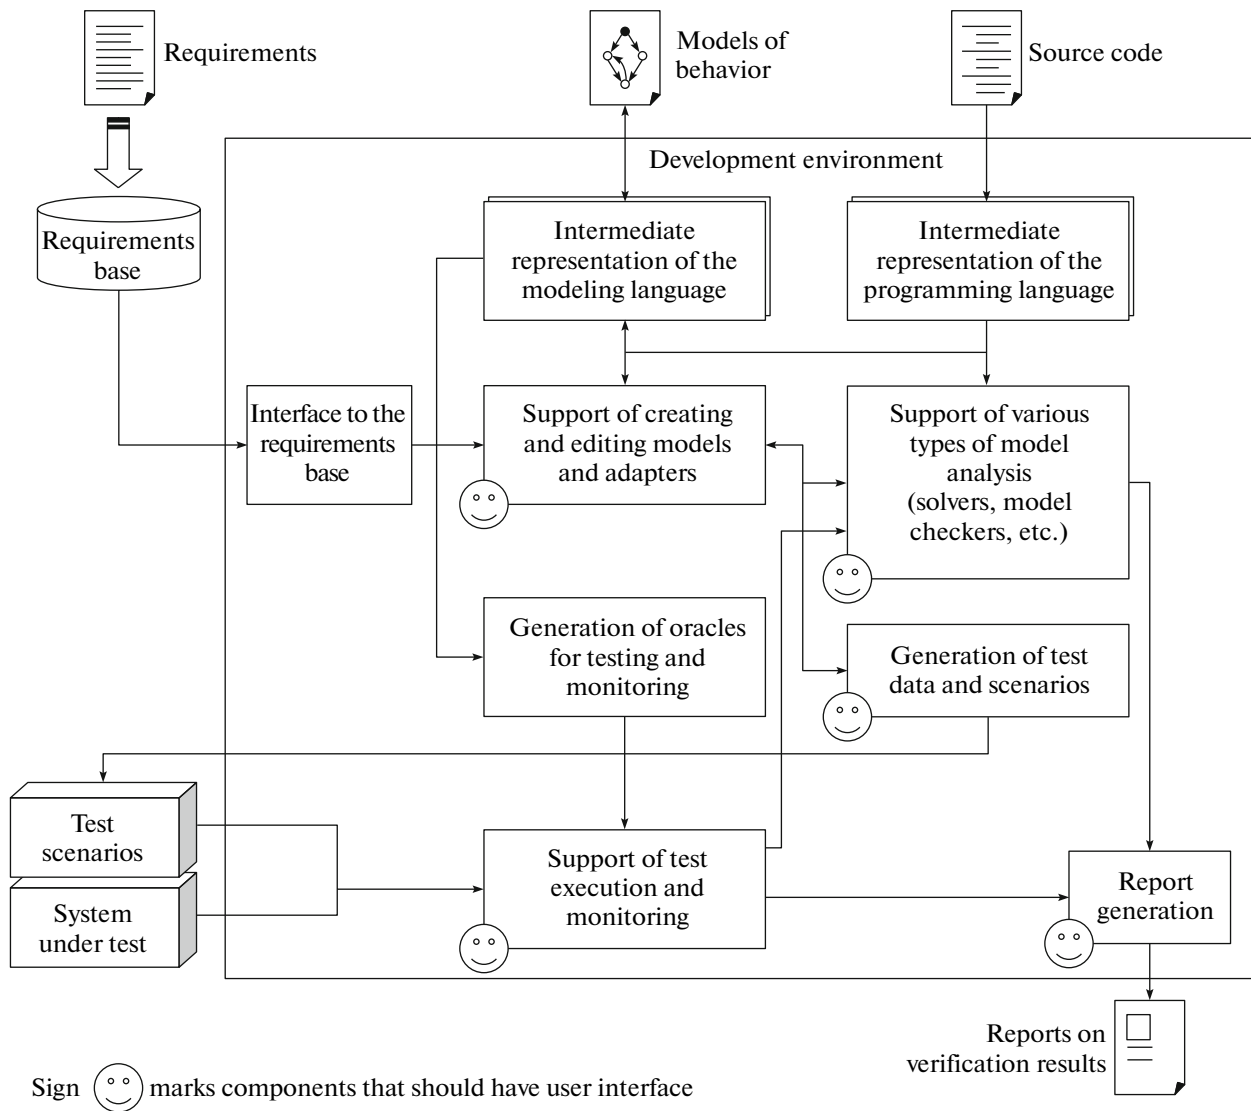 Requirements
Models of
behavior
Source code
Development environment
Requirements
base
Intermediate
representation of the
modeling language
Intermediate
representation of the
programming language
Interface to the
requirements
base
Support of creating
and editing models
and adapters
Support of various
types of model
analysis
(solvers, model
checkers, etc.)
Generation of oracles
for testing and
monitoring
Generation of test
data and scenarios
Test
scenarios
System
under test
Support of test
execution and
monitoring
Report
generation
Reports on
verification results
Sign marks components that should have user interface